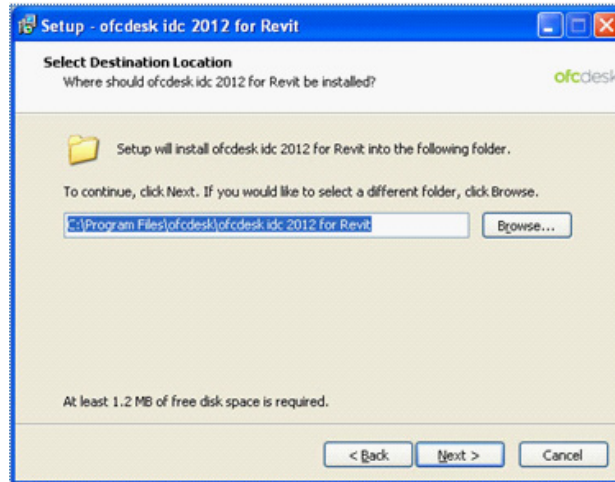 Setup - ofcdesk idc 2012 for Revit
Select Destination Location
Where should ofcdesk idc 2012 for Revit be installed?
ofcdesk
Setup will install ofcdesk idc 2012 for Revit into the following folder.
To continue, click Next. If you would like to select a different folder, click Browse.
C:\Program Files\ofcdesk\ofcdesk idc 2012 for Revit
Browse...
At least 1.2 MB of free disk space is required.
< Back
Next >
Cancel